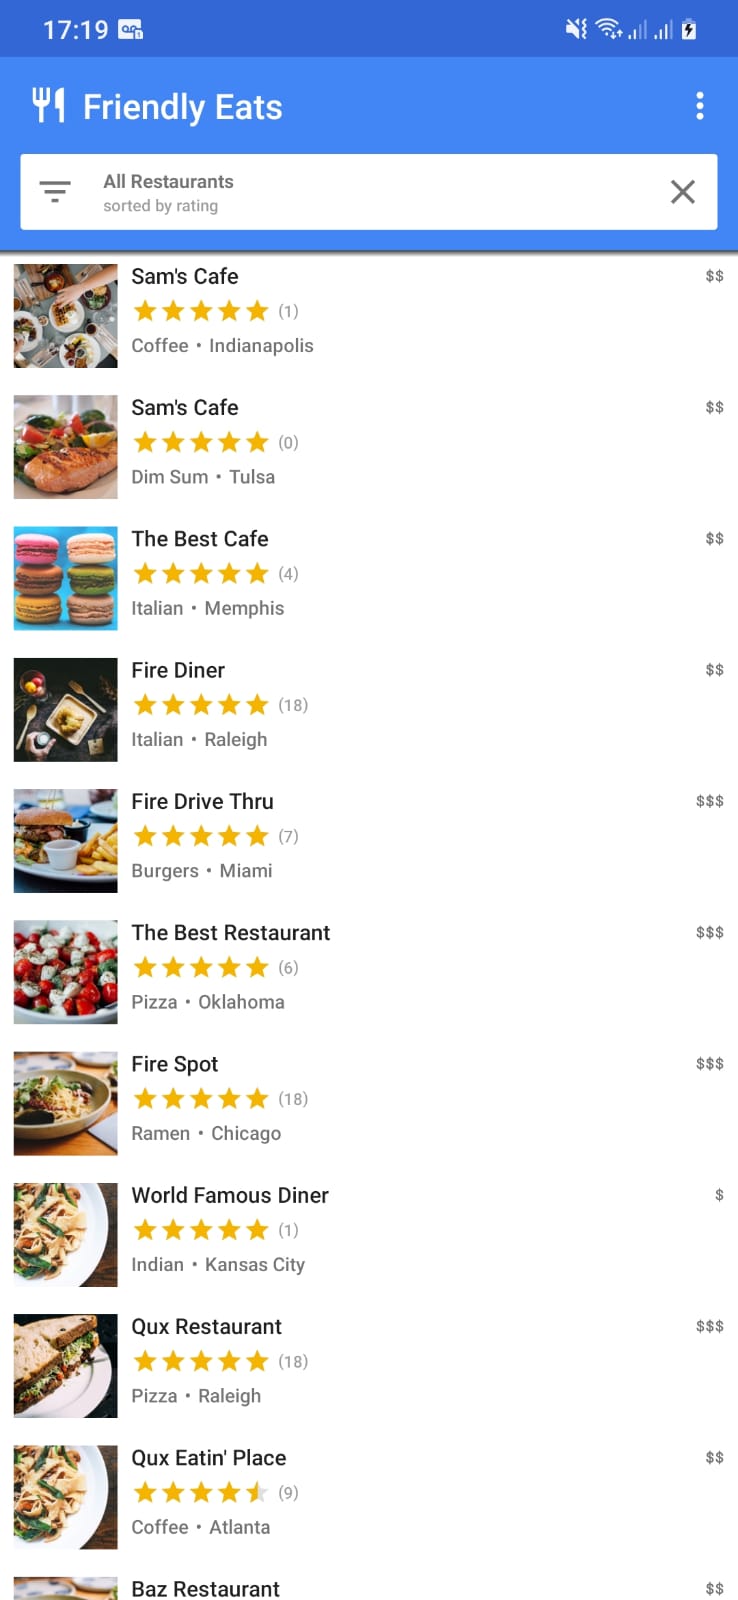 17:19
Friendly Eats
All Restaurants
sorted by rating
Sam's Cafe $$
(1)
Coffee • Indianapolis
Sam's Cafe $$
(0)
Dim Sum • Tulsa
The Best Cafe $$
(4)
Italian • Memphis
Fire Diner $$
(18)
Italian • Raleigh
Fire Drive Thru $$$
(7)
Burgers • Miami
The Best Restaurant $$$
(6)
Pizza • Oklahoma
Fire Spot $$$
(18)
Ramen • Chicago
World Famous Diner $
(1)
Indian • Kansas City
Qux Restaurant $$$
(18)
Pizza • Raleigh
Qux Eatin' Place $$
(9)
Coffee • Atlanta
Baz Restaurant $$